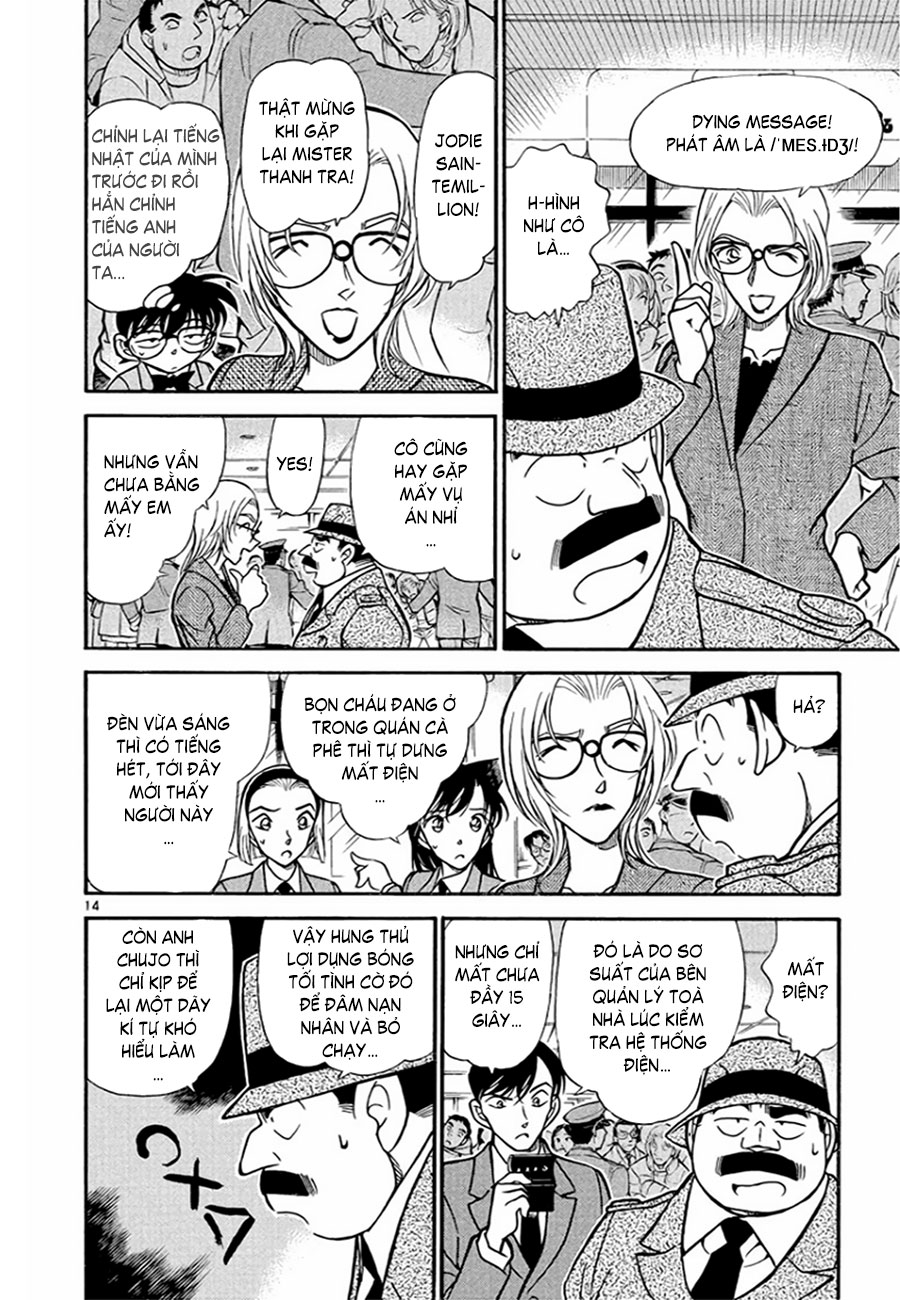 DYING MESSAGE!
PHÁT ÂM LÀ /ˈMES.ɪDӠ/!
H-HÌNH
NHƯ CÔ
LÀ...
JODIE
SAIN-
TEMIL-
LION!
THẬT MỪNG
KHI GẶP
LẠI MISTER
THANH TRA!
CHỈNH LẠI TIẾNG
NHẬT CỦA MÌNH
TRƯỚC ĐI RỒI
HẴN CHỈNH
TIẾNG ANH
CỦA NGƯỜI
TA...
CÔ CŨNG
HAY GẶP
MẤY VỤ
ÁN NHỈ
...
YES!
NHƯNG VẪN
CHƯA BẰNG
MẤY EM
ẤY!
HẢ?
BỌN CHÁU ĐANG Ở
TRONG QUÁN CÀ
PHÊ THÌ TỰ DƯNG
MẤT ĐIỆN
...
ĐÈN VỪA SÁNG
THÌ CÓ TIẾNG
HÉT, TỚI ĐÂY
MỚI THẤY
NGƯỜI NÀY
...
14
MẤT
ĐIỆN?
ĐÓ LÀ DO SƠ
SUẤT CỦA BÊN
QUẢN LÝ TOÀ
NHÀ LÚC KIỂM
TRA HỆ THỐNG
ĐIỆN...
NHƯNG CHỈ
MẤT CHƯA
ĐẦY 15
GIÂY...
VẬY HUNG THỦ
LỢI DỤNG BÓNG
TỐI TÌNH CỜ ĐÓ
ĐỂ ĐÂM NẠN
NHÂN VÀ BỎ
CHẠY...
CÒN ANH
CHUJO THÌ
CHỈ KỊP ĐỂ
LẠI MỘT DÃY
KÍ TỰ KHÓ
HIỂU LÀM
...